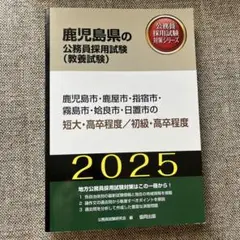 鹿児島県の
公務員採用試験
(教養試験)
公務員
採用試験
対策シリーズ
鹿児島市・鹿屋市・指宿市・
霧島市・姶良市・日置市の
短大・高卒程度/初級・高卒程度
2025
地方公務員採用試験対策はこの一冊から!
公務員試験研究会 編
協同出版